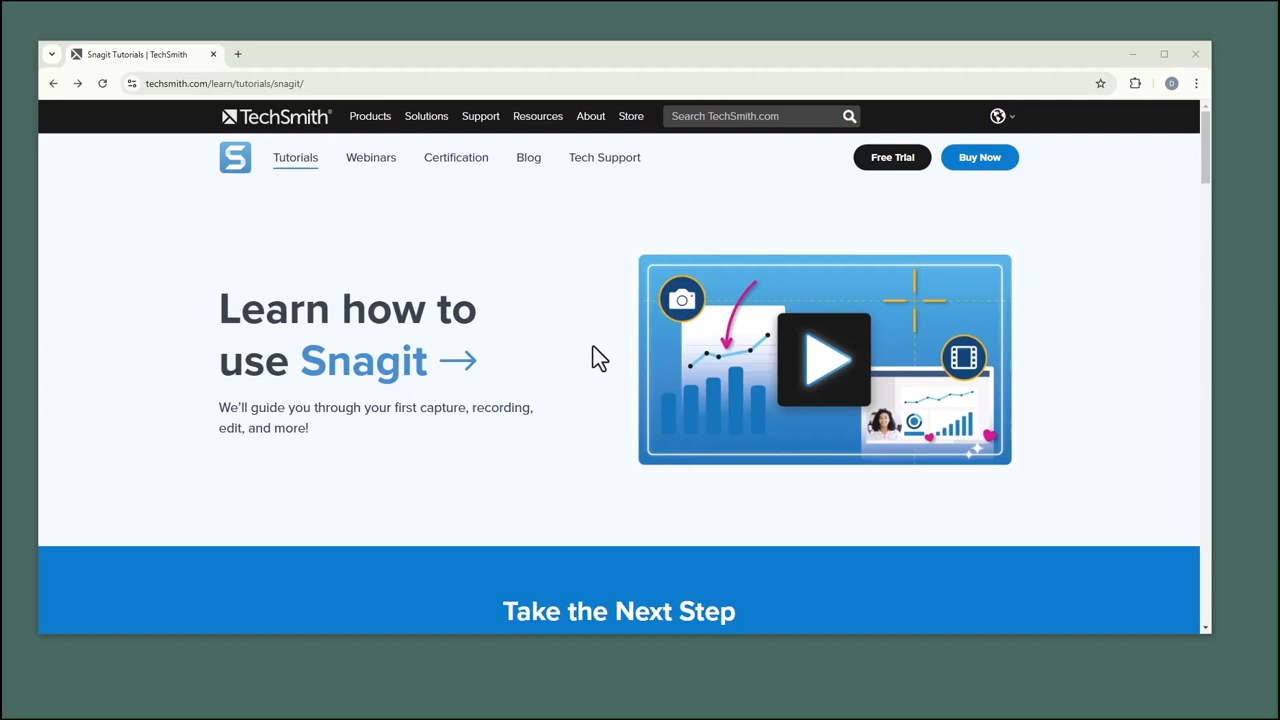 Snagit Tutorials | TechSmith
techsmith.com/learn/tutorials/snagit/
D
TechSmith® Products Solutions Support Resources About Store Search TechSmith.com
S Tutorials Webinars Certification Blog Tech Support Free Trial Buy Now
Learn how to
use Snagit →
We'll guide you through your first capture, recording,
edit, and more!
Take the Next Step